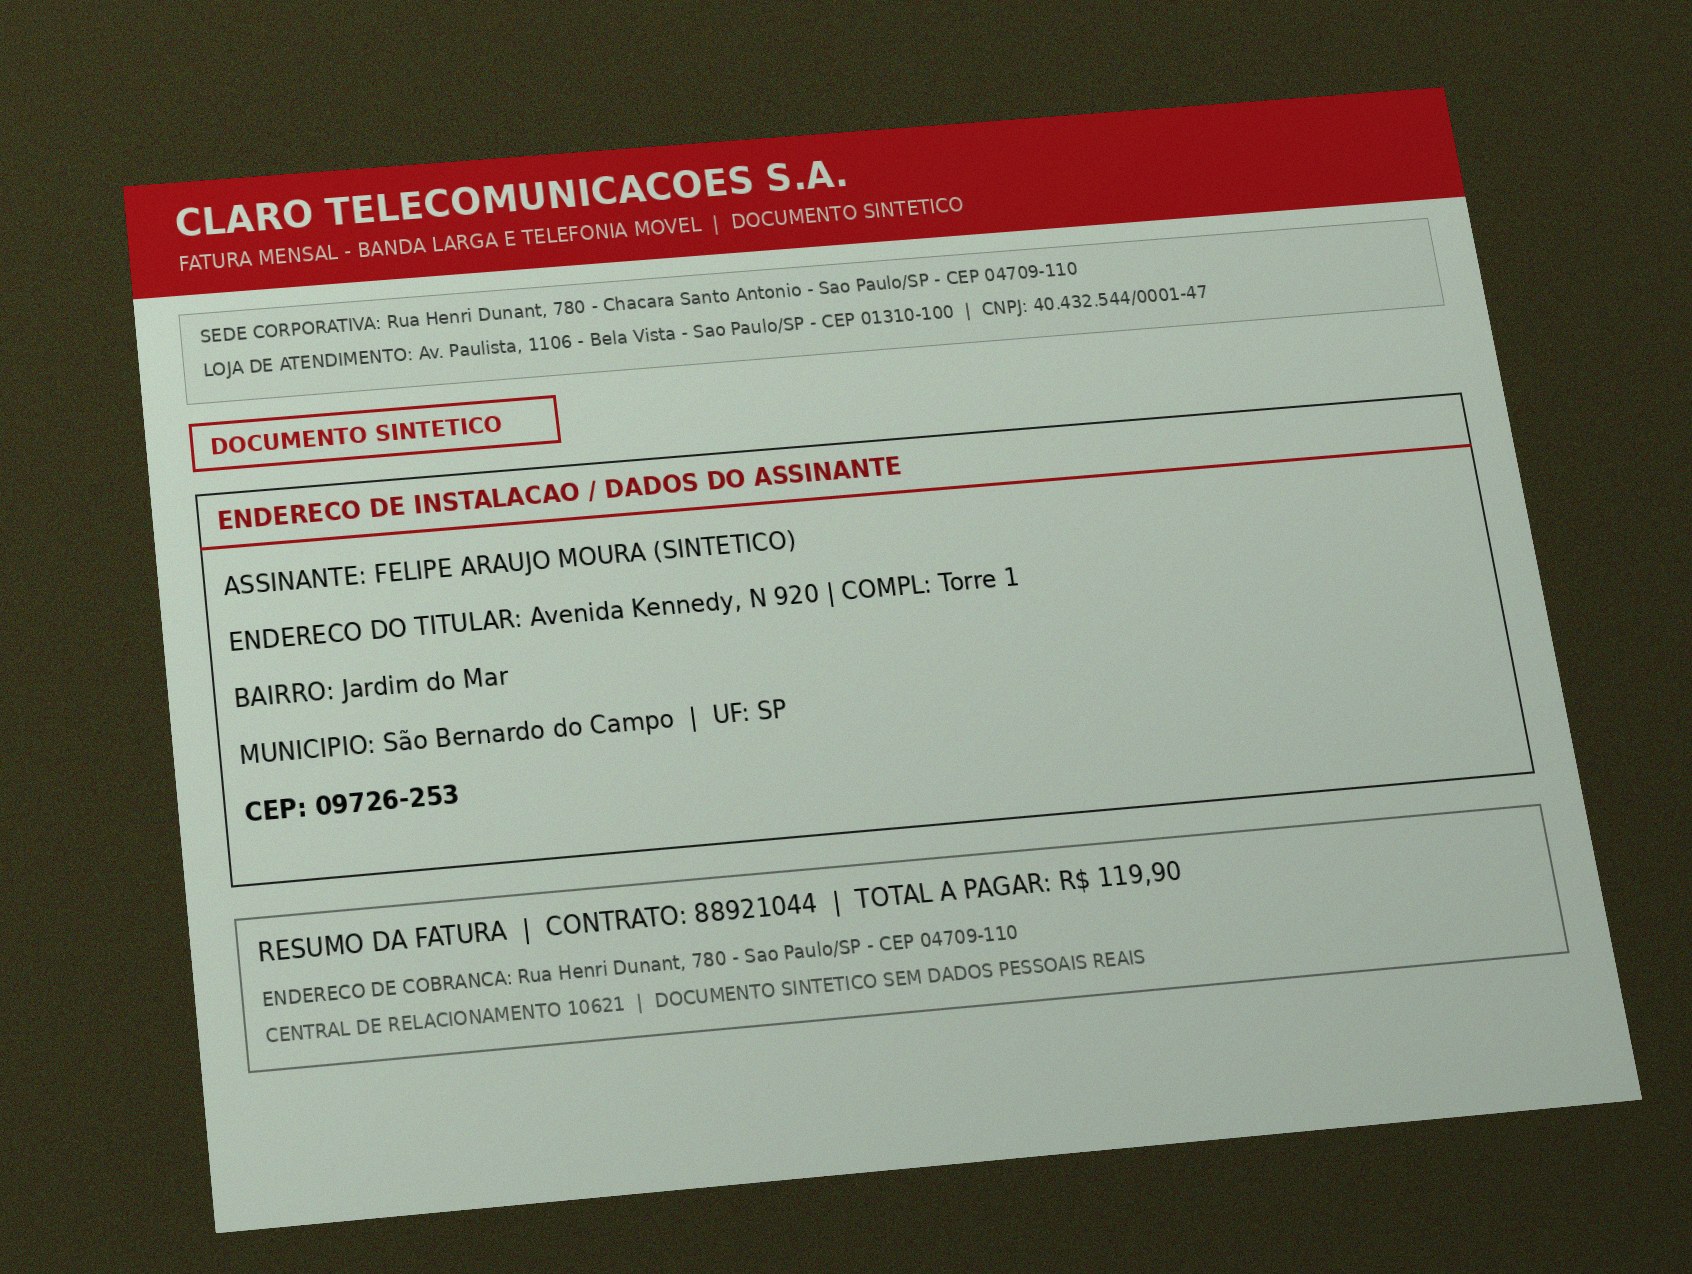 CLARO TELECOMUNICACOES S.A.
FATURA MENSAL - BANDA LARGA E TELEFONIA MOVEL | DOCUMENTO SINTETICO
SEDE CORPORATIVA: Rua Henri Dunant, 780 - Chacara Santo Antonio - Sao Paulo/SP - CEP 04709-110
LOJA DE ATENDIMENTO: Av. Paulista, 1106 - Bela Vista - Sao Paulo/SP - CEP 01310-100 | CNPJ: 40.432.544/0001-47
DOCUMENTO SINTETICO
ENDERECO DE INSTALACAO / DADOS DO ASSINANTE
ASSINANTE: FELIPE ARAUJO MOURA (SINTETICO)
ENDERECO DO TITULAR: Avenida Kennedy, N 920 | COMPL: Torre 1
BAIRRO: Jardim do Mar
MUNICIPIO: São Bernardo do Campo | UF: SP
CEP: 09726-253
RESUMO DA FATURA | CONTRATO: 88921044 | TOTAL A PAGAR: R$ 119,90
ENDERECO DE COBRANCA: Rua Henri Dunant, 780 - Sao Paulo/SP - CEP 04709-110
CENTRAL DE RELACIONAMENTO 10621 | DOCUMENTO SINTETICO SEM DADOS PESSOAIS REAIS